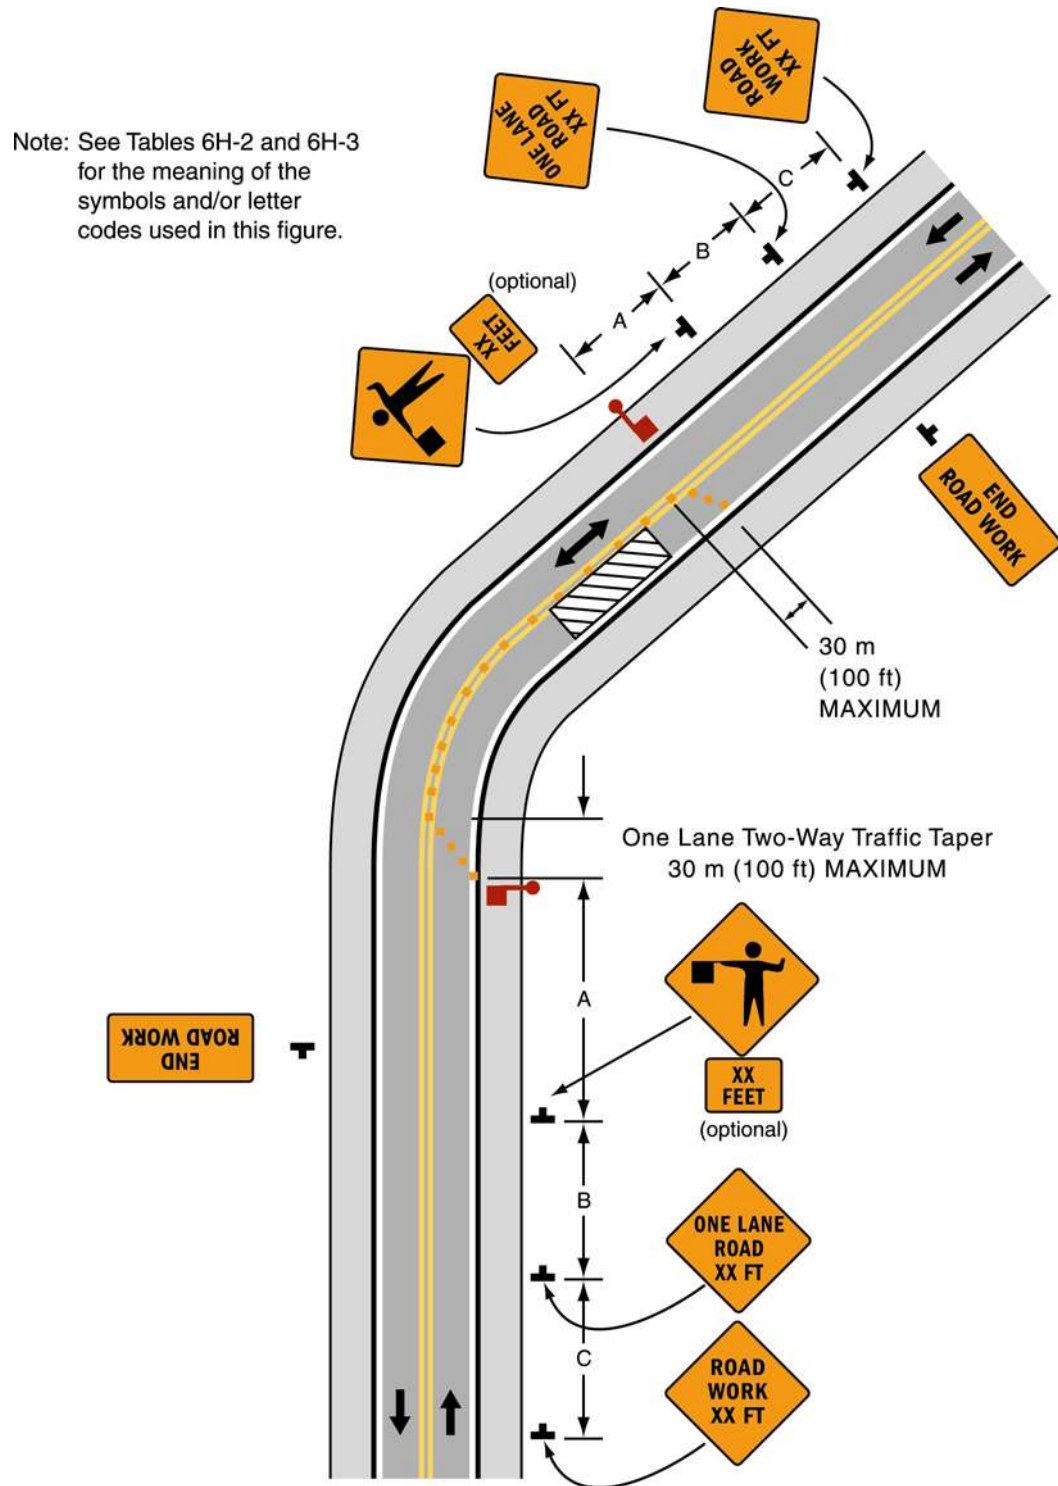 ROAD
WORK
XX FT
ONE LANE
ROAD
XX FT
Note: See Tables 6H-2 and 6H-3
for the meaning of the
symbols and/or letter
codes used in this figure.
C
B
(optional)
XX
FEET
A
END
ROAD WORK
30 m
(100 ft)
MAXIMUM
One Lane Two-Way Traffic Taper
30 m (100 ft) MAXIMUM
A
END
ROAD WORK
XX
FEET
(optional)
B
ONE LANE
ROAD
XX FT
C
ROAD
WORK
XX FT